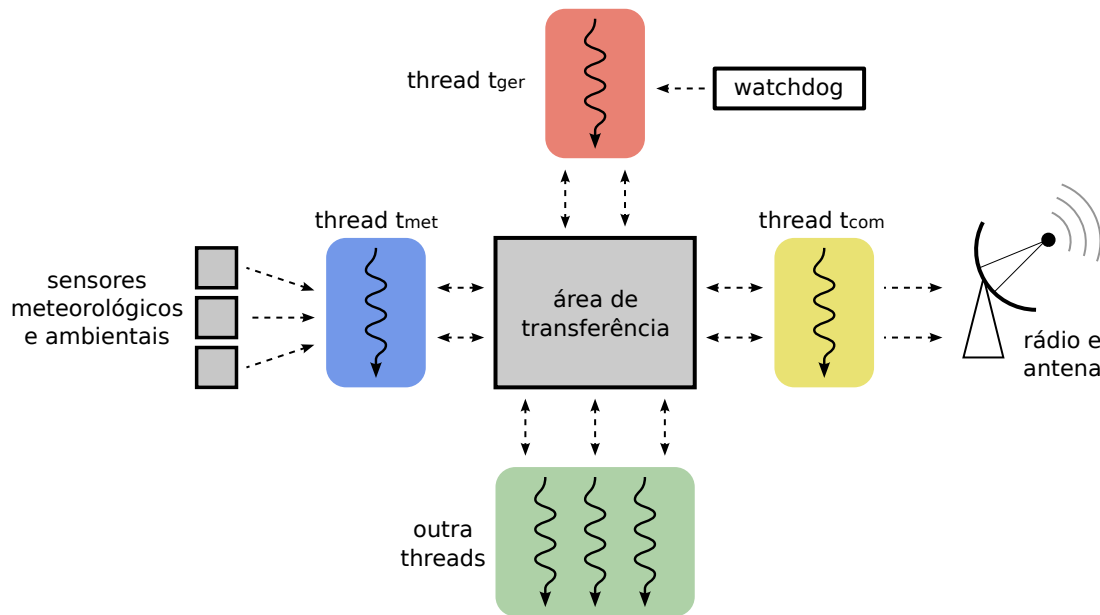 thread tger
watchdog
thread tmet
thread tcom
sensores
meteorológicos
e ambientais
área de
transferência
rádio e
antena
outra
threads